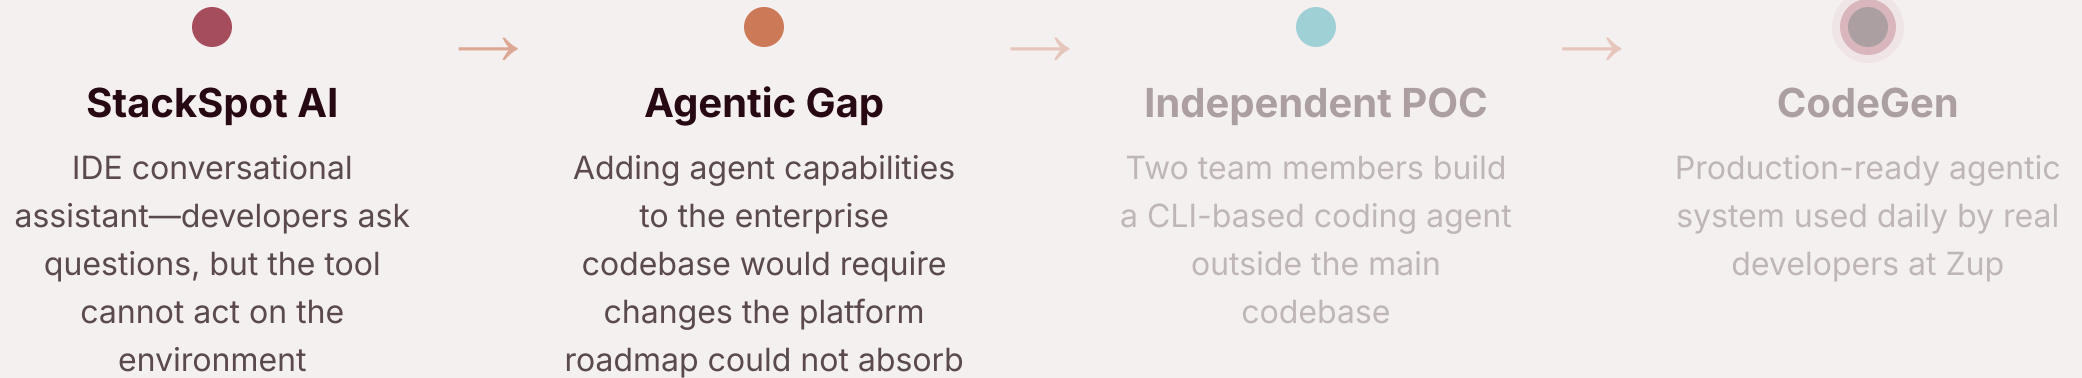 StackSpot AI
IDE conversational
assistant—developers ask
questions, but the tool
cannot act on the
environment
Agentic Gap
Adding agent capabilities
to the enterprise
codebase would require
changes the platform
roadmap could not absorb
Independent POC
Two team members build
a CLI-based coding agent
outside the main
codebase
CodeGen
Production-ready agentic
system used daily by real
developers at Zup